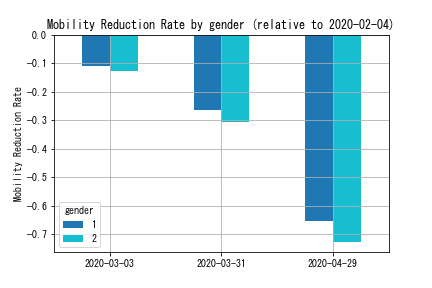 Mobility Reduction Rate by gender (relative to 2020-02-04)
0.0
-0.1
-0.2
-0.3
-0.4
-0.5
-0.6
-0.7
Mobility Reduction Rate
gender
1
2
2020-03-03 2020-03-31 2020-04-29